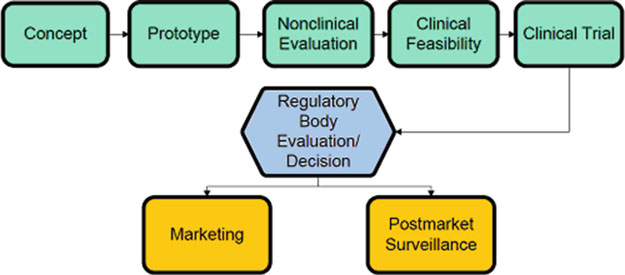 Concept
Prototype
Nonclinical
Evaluation
Clinical
Feasibility
Clinical Trial
Regulatory
Body
Evaluation/
Decision
Marketing
Postmarket
Surveillance